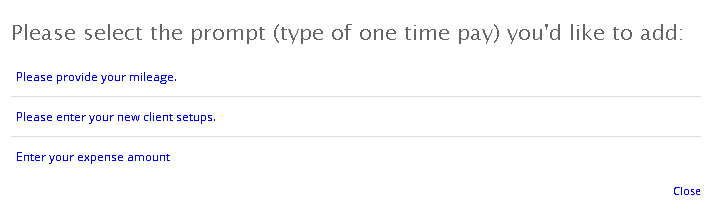 Please select the prompt (type of one time pay) you'd like to add:
Please provide your mileage.
Please enter your new client setups.
Enter your expense amount
Close